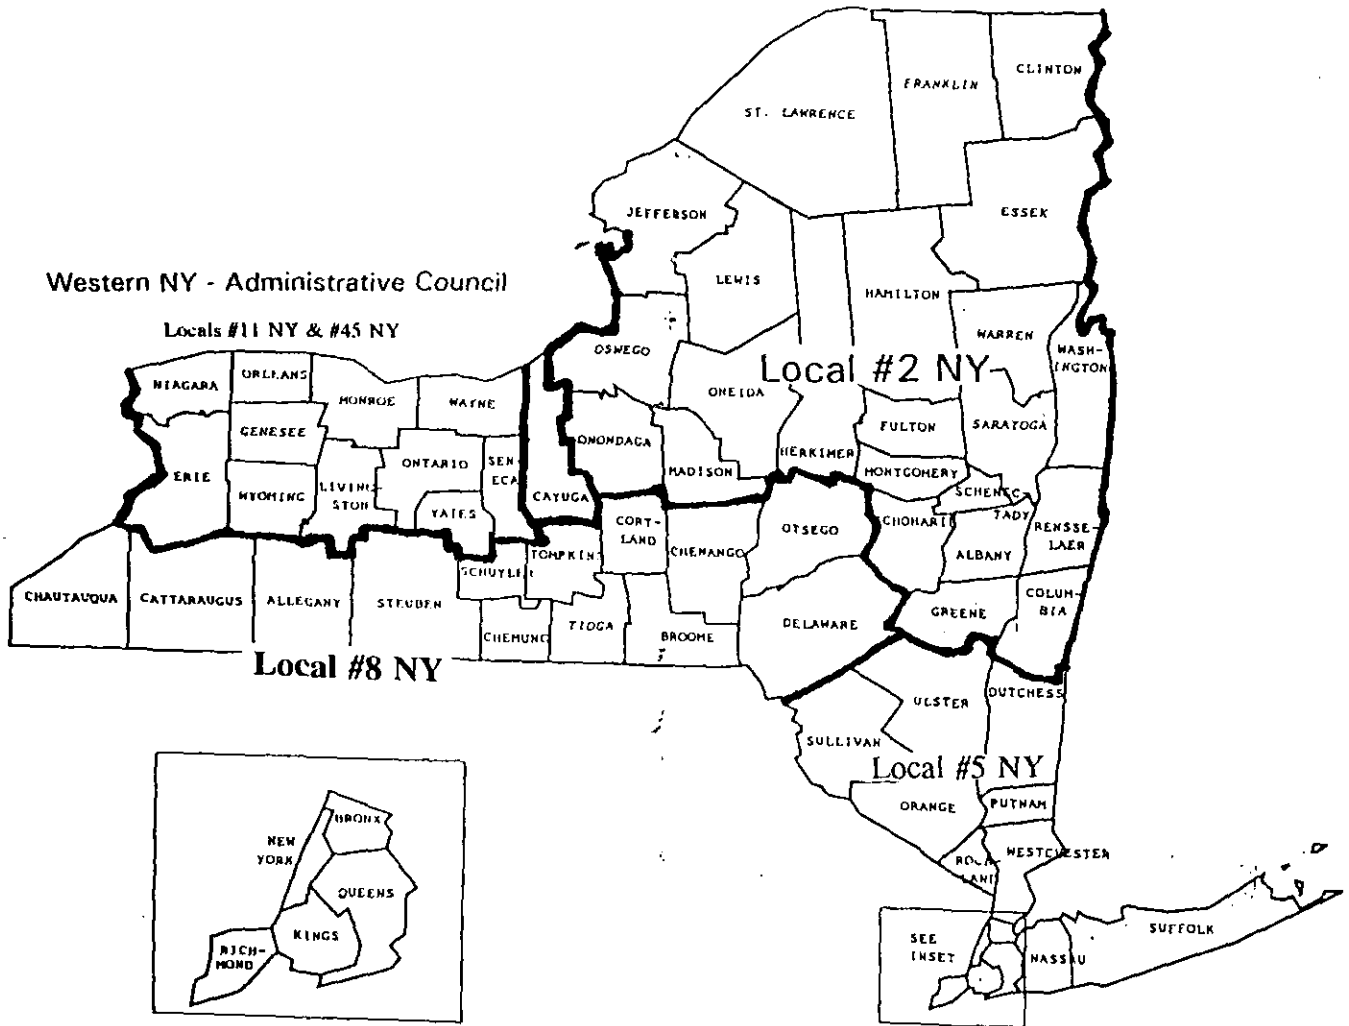 CLINTON
FRANKLIN
ST. LAWRENCE
ESSEX
JEFFERSON
LEWIS
HAMILTON
Western NY - Administrative Council
Locals #11 NY & #45 NY
WARREN
WASH-
INGTON
OSWEGO
Local #2 NY
ONEIDA
NIAGARA
ORLEANS
MONROE
WAYNE
GENESEE
FULTON
SARATOGA
ONONDAGA
HERKIMER
MADISON
MONTGOMERY
ERIE
WYOMING
LIVING-
STON
ONTARIO
SEN-
ECA
YATES
CAYUGA
SCHENEC-
TADY
CORT-
LAND
CHENANGO
OTSEGO
CHOHARIE
ALBANY
RENSSE-
LAER
TOMPKINS
SCHUYLER
CHAUTAUQUA
CATTARAUGUS
ALLEGANY
STEUBEN
CHEMUNG
TIOGA
BROOME
DELAWARE
GREENE
COLUM-
BIA
Local #8 NY
ULSTER
DUTCHESS
SULLIVAN
Local #5 NY
ORANGE
PUTNAM
ROCK-
LAND
WESTCHESTER
BRONX
NEW
YORK
QUEENS
KINGS
RICH-
MOND
SEE
INSET
NASSAU
SUFFOLK